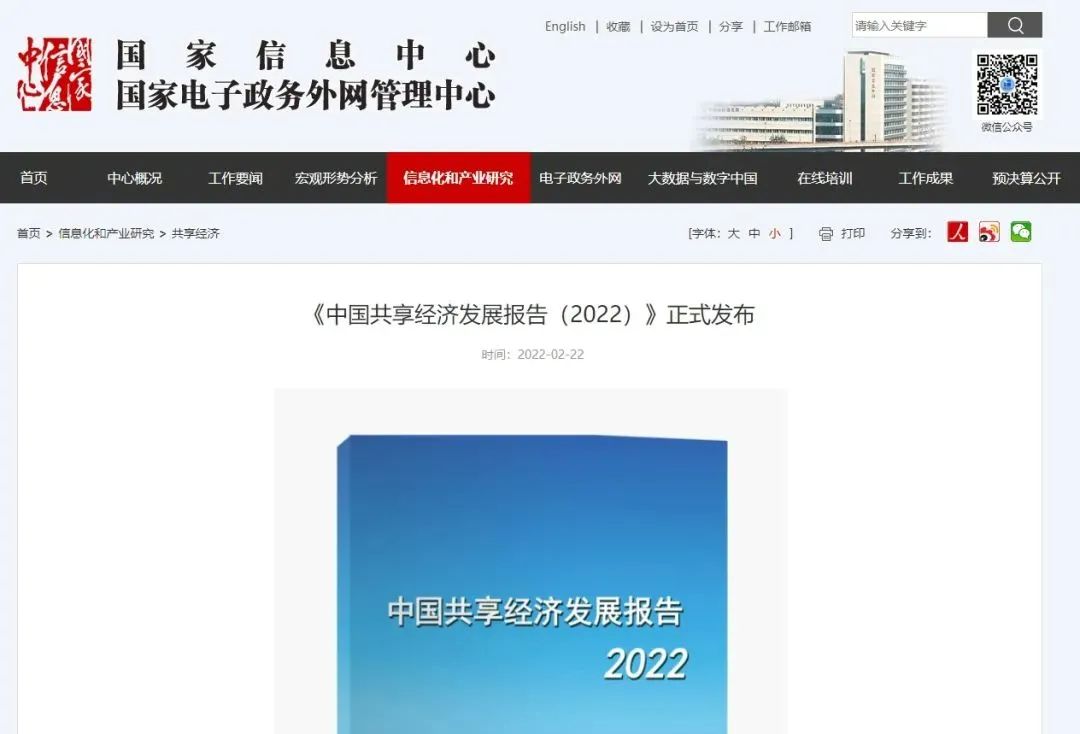 English | 收藏 | 设为首页 | 分享 | 工作邮箱
请输入关键字
国家信息中心
国家信息中心
国家电子政务外网管理中心
微信公众号
首页 中心概况 工作要闻 宏观形势分析 信息化和产业研究 电子政务外网 大数据与数字中国 在线培训 工作成果 预决算公开
首页 > 信息化和产业研究 > 共享经济
[字体: 大 中 小 ] 打印 分享到:
人
《中国共享经济发展报告（2022）》正式发布
时间: 2022-02-22
中国共享经济发展报告
2022